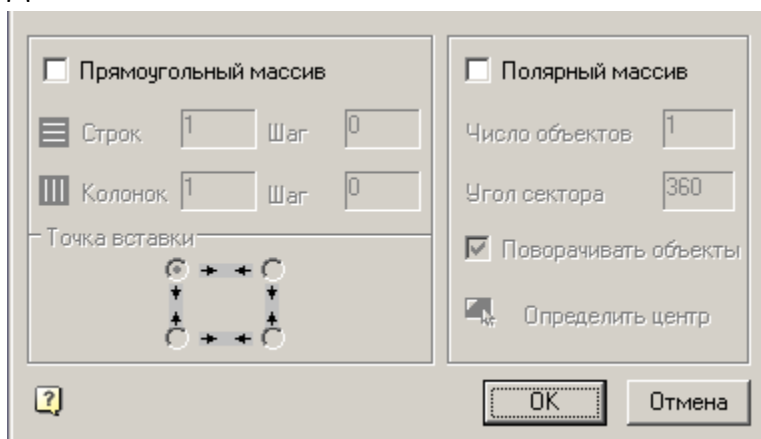 Прямоугольный массив
Строк 1 Шаг 0
Колонок 1 Шаг 0
Точка вставки
Полярный массив
Число объектов 1
Угол сектора 360
Поворачивать объекты
Определить центр
?
OK Отмена